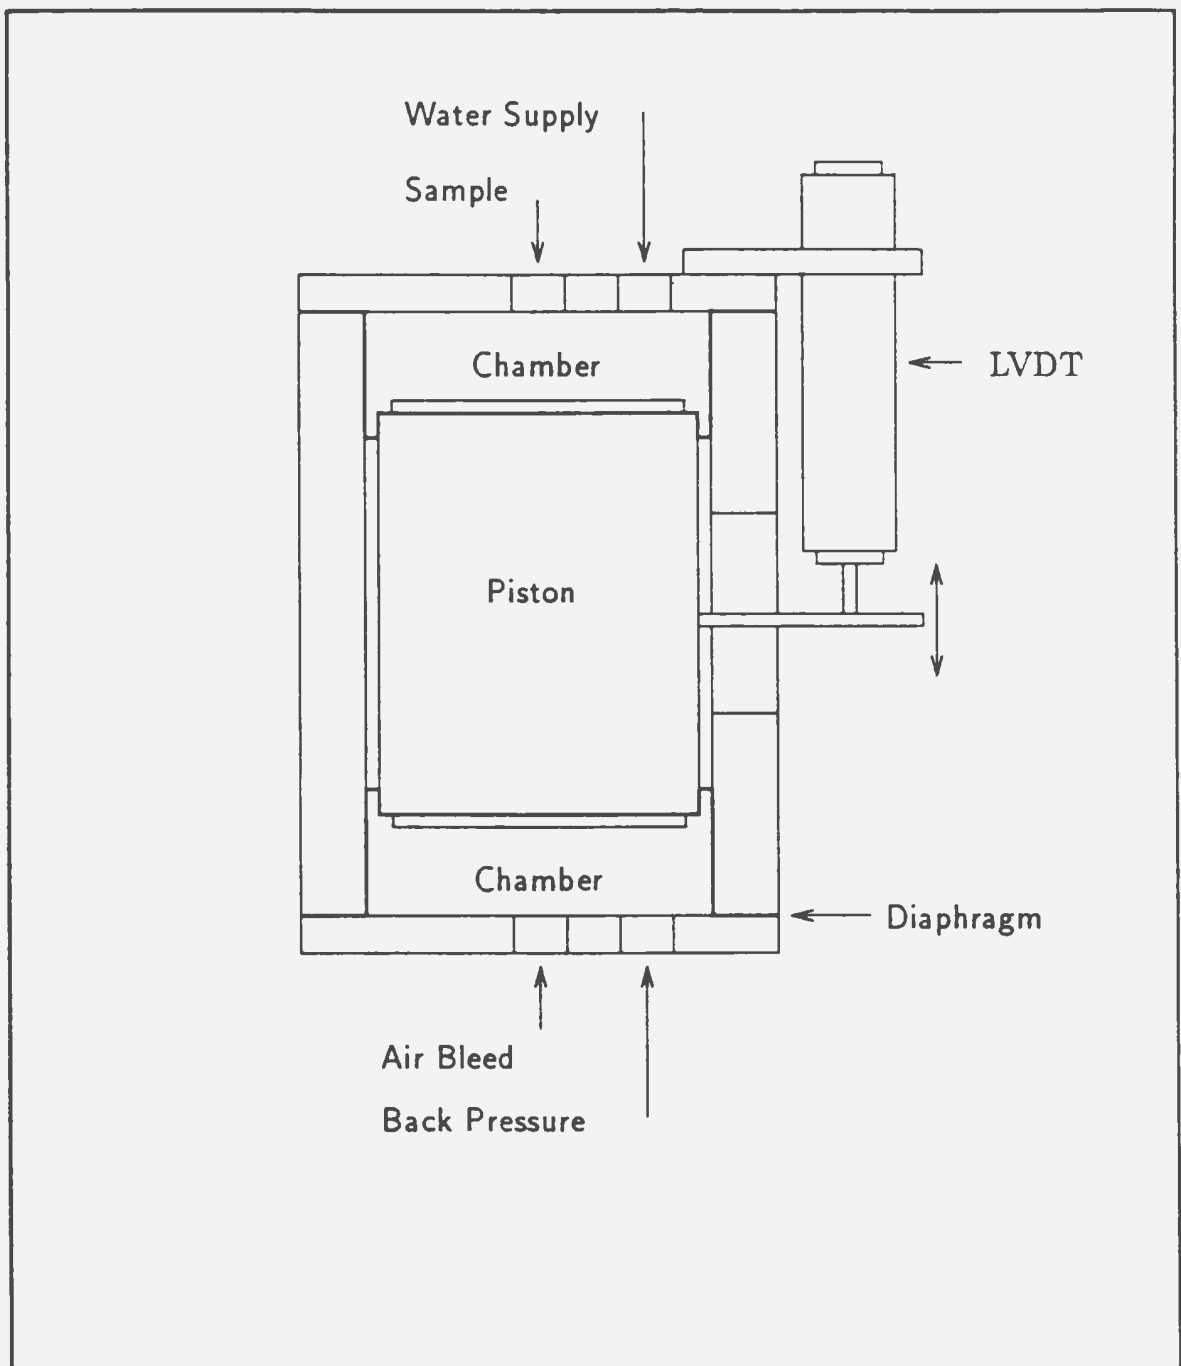 Water Supply
Sample
Chamber
LVDT
Piston
Chamber
Diaphragm
Air Bleed
Back Pressure